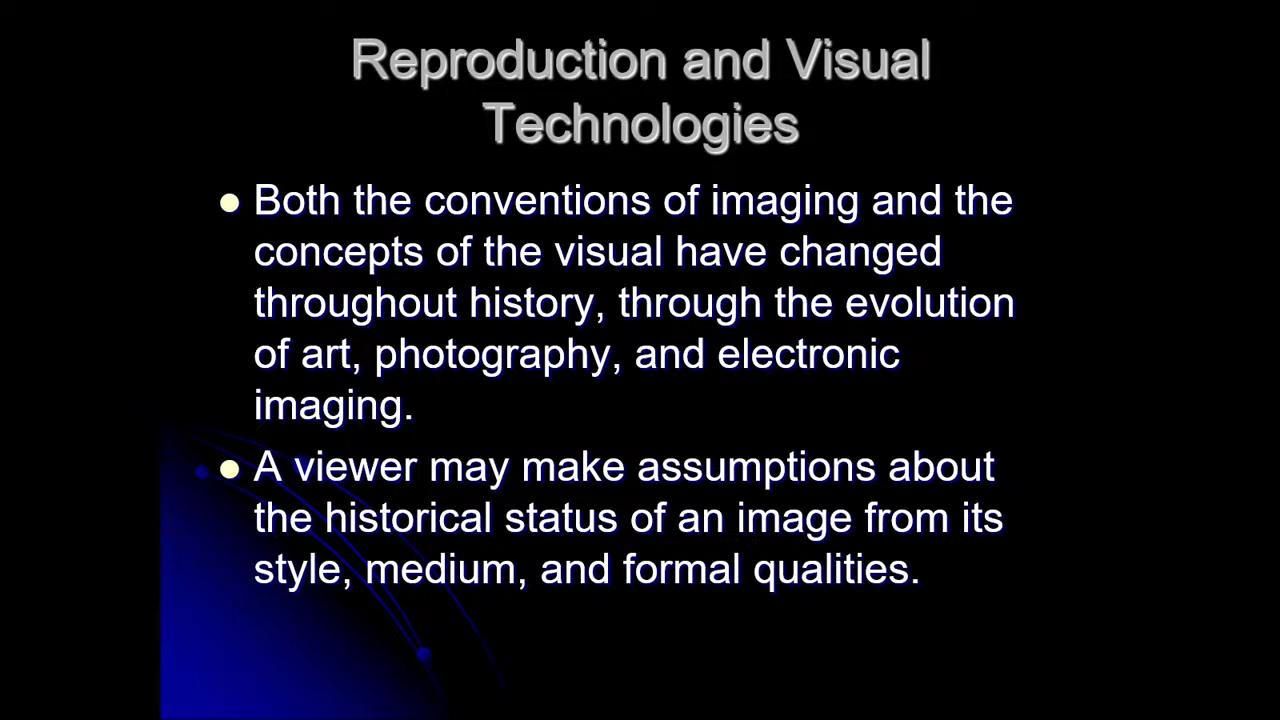 Reproduction and Visual
Technologies
Both the conventions of imaging and the
concepts of the visual have changed
throughout history, through the evolution
of art, photography, and electronic
imaging.
A viewer may make assumptions about
the historical status of an image from its
style, medium, and formal qualities.